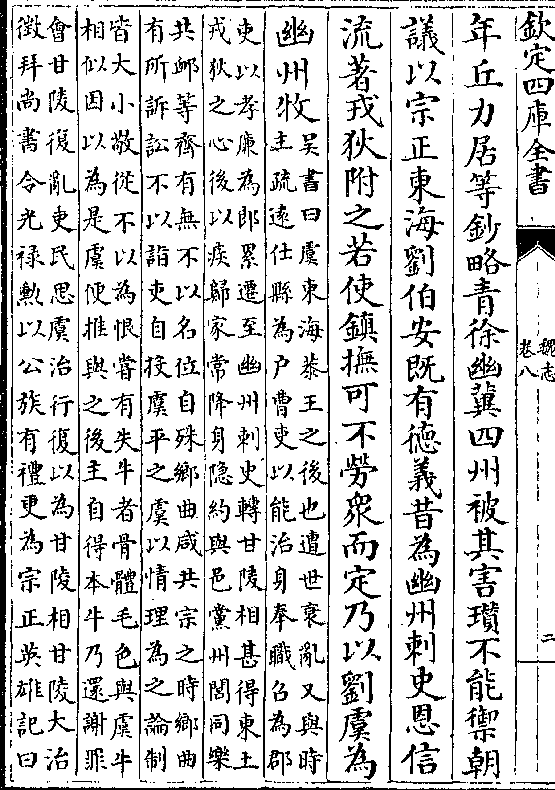 欽定四庫全書
魏志
卷八
二
年丘力居等鈔略青徐幽冀四州被其害瓚不能禦朝
議以宗正東海劉伯安既有德義昔為幽州刺史恩信
流著戎狄附之若使鎮撫可不勞衆而定乃以劉虞為
幽州牧
吴書曰虞東海恭王之後也遭世衰亂又與時
主疏遠仕縣為户曹吏以能治身奉職召為郡
吏以孝廉為郎累遷至幽州刺史轉甘陵相甚得東土
戎狄之心後以疾歸家常降身隐約與邑黨州閭同樂
共卹等齊有無不以名位自殊鄉曲咸共宗之時鄉曲
有所訴訟不以詣吏自投虞平之虞以情理為之論制
皆大小敬從不以為恨嘗有失牛者骨體毛色與虞牛
相似因以為是虞便推與之後主自得本牛乃還謝罪
會甘陵復亂吏民思虞治行復以為甘陵相甘陵大治
徵拜尚書令光禄勲以公族有禮更為宗正英雄記曰